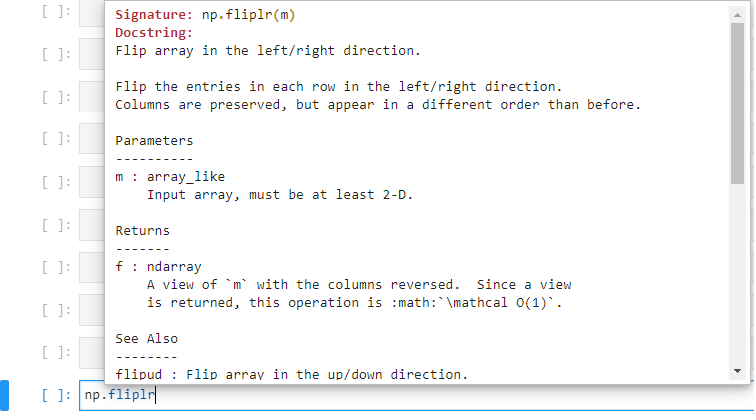 [ ]:
Signature: np.fliplr(m)
Docstring:
Flip array in the left/right direction.
[ ]:
Flip the entries in each row in the left/right direction.
[ ]:
Columns are preserved, but appear in a different order than before.
[ ]:
Parameters
----------
m : array_like
[ ]:
Input array, must be at least 2-D.
[ ]:
Returns
-------
f : ndarray
[ ]:
A view of `m` with the columns reversed.  Since a view
is returned, this operation is :math:`\mathcal O(1)`.
[ ]:
See Also
[ ]:
--------
flipud : Flip array in the up/down direction.
[ ]: np.fliplr